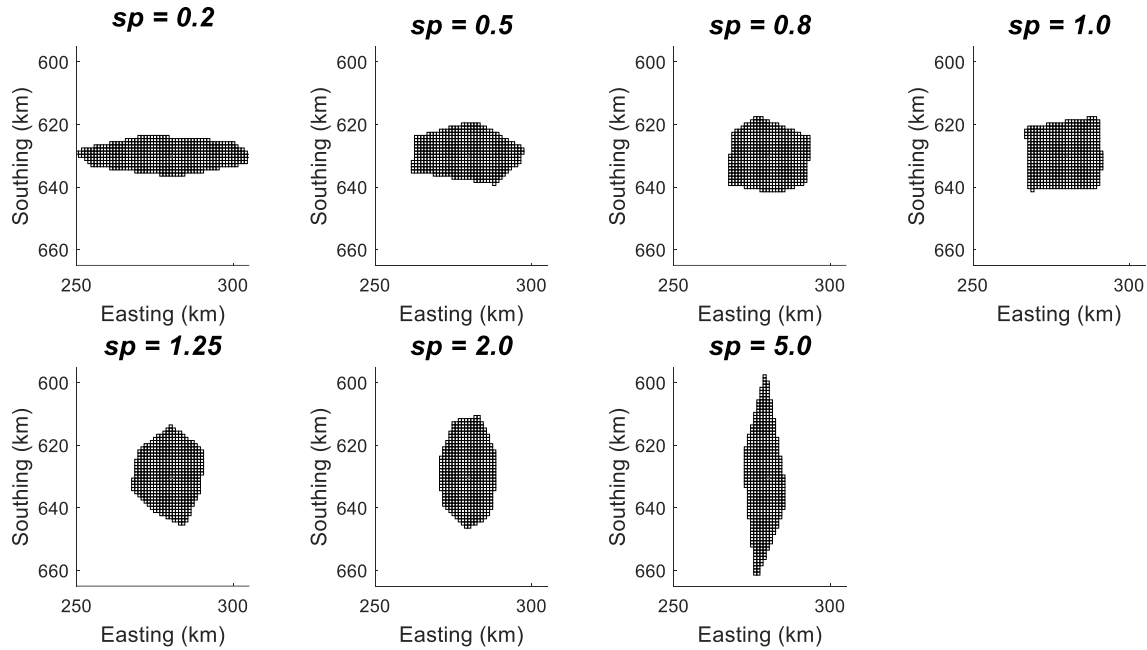 sp = 0.2
600
620
640
660
Southing (km)
250
300
Easting (km)
sp = 0.5
600
620
640
660
Southing (km)
250
300
Easting (km)
sp = 0.8
600
620
640
660
Southing (km)
250
300
Easting (km)
sp = 1.0
600
620
640
660
Southing (km)
250
300
Easting (km)
sp = 1.25
600
620
640
660
Southing (km)
250
300
Easting (km)
sp = 2.0
600
620
640
660
Southing (km)
250
300
Easting (km)
sp = 5.0
600
620
640
660
Southing (km)
250
300
Easting (km)